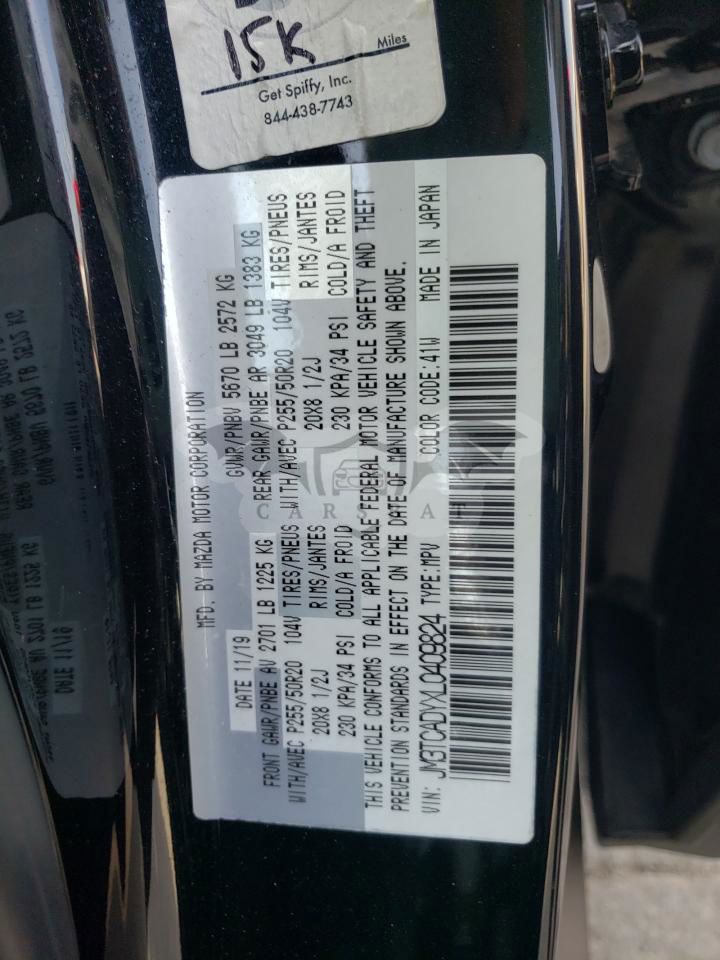 15K
Miles
Get Spiffy, Inc.
844-438-7743
MFD. BY MAZDA MOTOR CORPORATION
DATE 11/19 GVWR/PNBV 5670 LB 2572 KG
FRONT GAWR/PNBE AV 2701 LB 1225 KG REAR GAWR/PNBE AR 3049 LB 1383 KG
WITH/AVEC P255/50R20 104V TIRES/PNEUS WITH/AVEC P255/50R20 104V TIRES/PNEUS
20X8 1/2J RIMS/JANTES 20X8 1/2J RIMS/JANTES
230 KPA/34 PSI COLD/A FROID 230 KPA/34 PSI COLD/A FROID
THIS VEHICLE CONFORMS TO ALL APPLICABLE FEDERAL MOTOR VEHICLE SAFETY AND THEFT
PREVENTION STANDARDS IN EFFECT ON THE DATE OF MANUFACTURE SHOWN ABOVE.
VIN: JM3TCADYXL0409824 TYPE:MPV COLOR CODE:41W MADE IN JAPAN